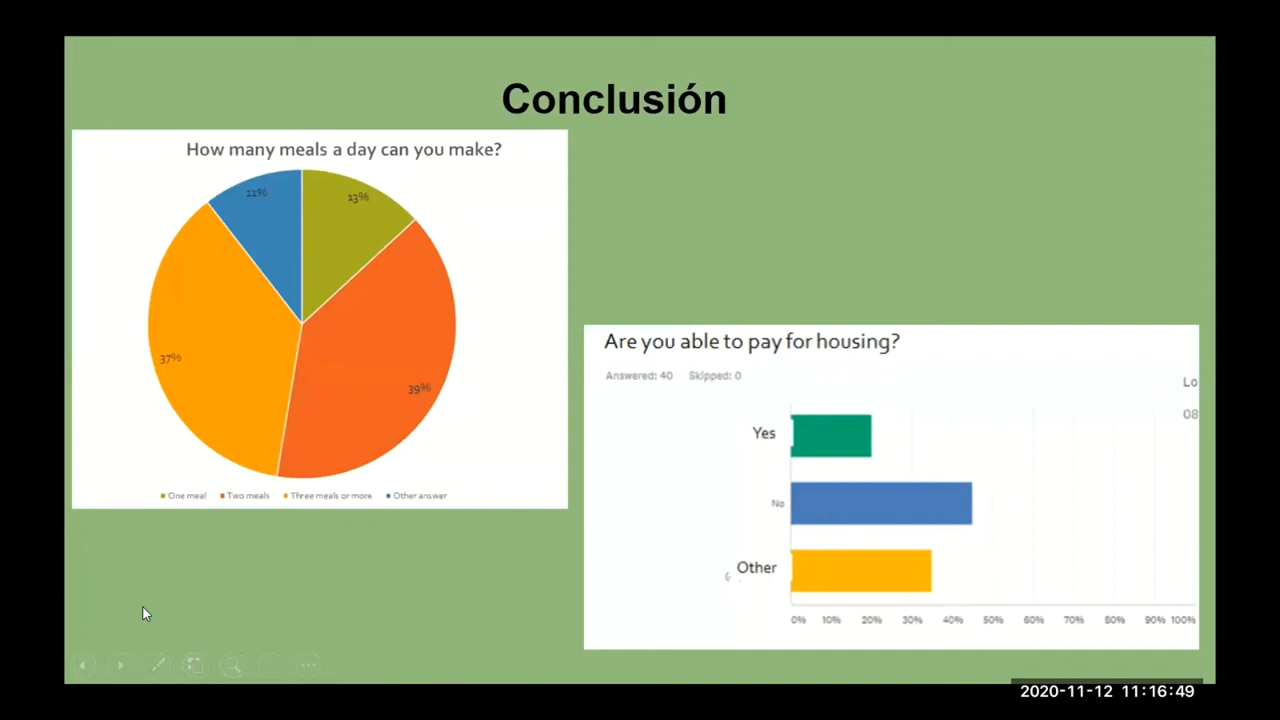 Conclusión
How many meals a day can you make?
11%
13%
37%
39%
One meal
Two meals
Three meals or more
Other answer
Are you able to pay for housing?
Answered: 40 Skipped: 0
Lo
08
Yes
No
Other
0% 10% 20% 30% 40% 50% 60% 70% 80% 90% 100%
2020-11-12 11:16:49